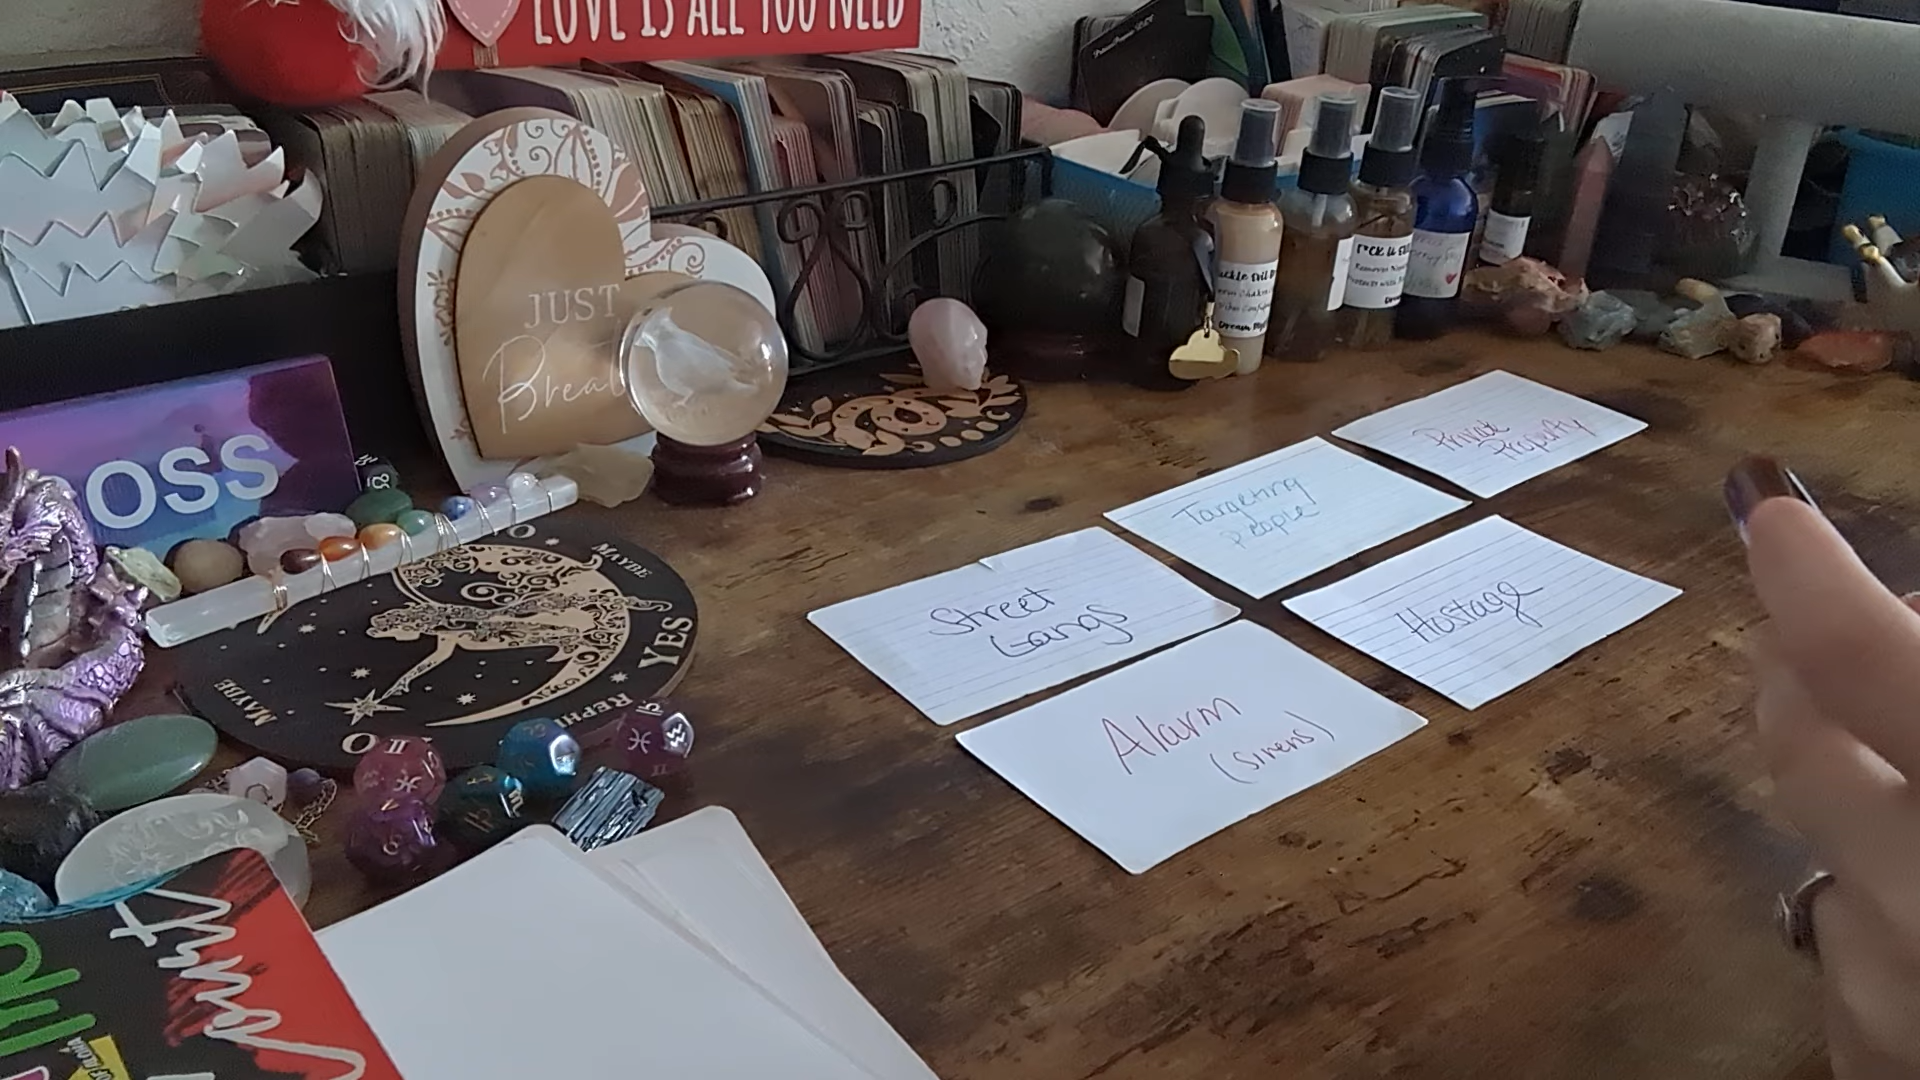 LOVE IS ALL YOU NEED
JUST
Breat
OSS
MAYBE
YES
REPH
MAYBE
O
Private
Property
Targeting
People
Street
Gangs
Hostage
Alarm
(sirens)